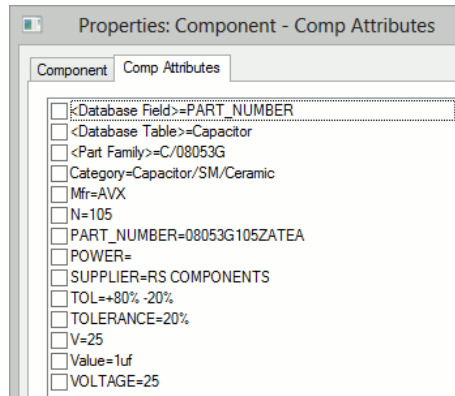 Properties: Component - Comp Attributes
Component Comp Attributes
<Database Field>=PART_NUMBER
<Database Table>=Capacitor
<Part Family>=C/08053G
Category=Capacitor/SM/Ceramic
Mfr=AVX
N=105
PART_NUMBER=08053G105ZATEA
POWER=
SUPPLIER=RS COMPONENTS
TOL=+80% -20%
TOLERANCE=20%
V=25
Value=1uf
VOLTAGE=25